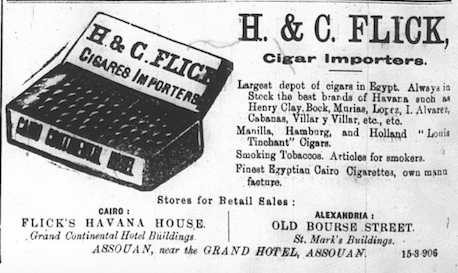 H. & C. FLICK
CIGARES IMPORTERS
CAIRO CONTINENTAL HOTEL
H. & C. FLICK,
Cigar Importers.
Largest depot of cigars in Egypt. Always in
Stock the best brands of Havana such as
Henry Clay, Bock, Murias, Lopez, I. Alvarez,
Cabanas, Villar y Villar, etc., etc.
Manilla, Hamburg, and Holland "Louis
Tinchant" Cigars.
Smoking Tobaccos. Articles for smokers.
Finest Egyptian Cairo Cigarettes, own manu
facture.
Stores for Retail Sales :
CAIRO :
FLICK'S HAVANA HOUSE.
Grand Continental Hotel Buildings.
ALEXANDRIA :
OLD BOURSE STREET.
St. Mark's Buildings.
ASSOUAN, near the GRAND HOTEL, ASSOUAN.
15-3-906